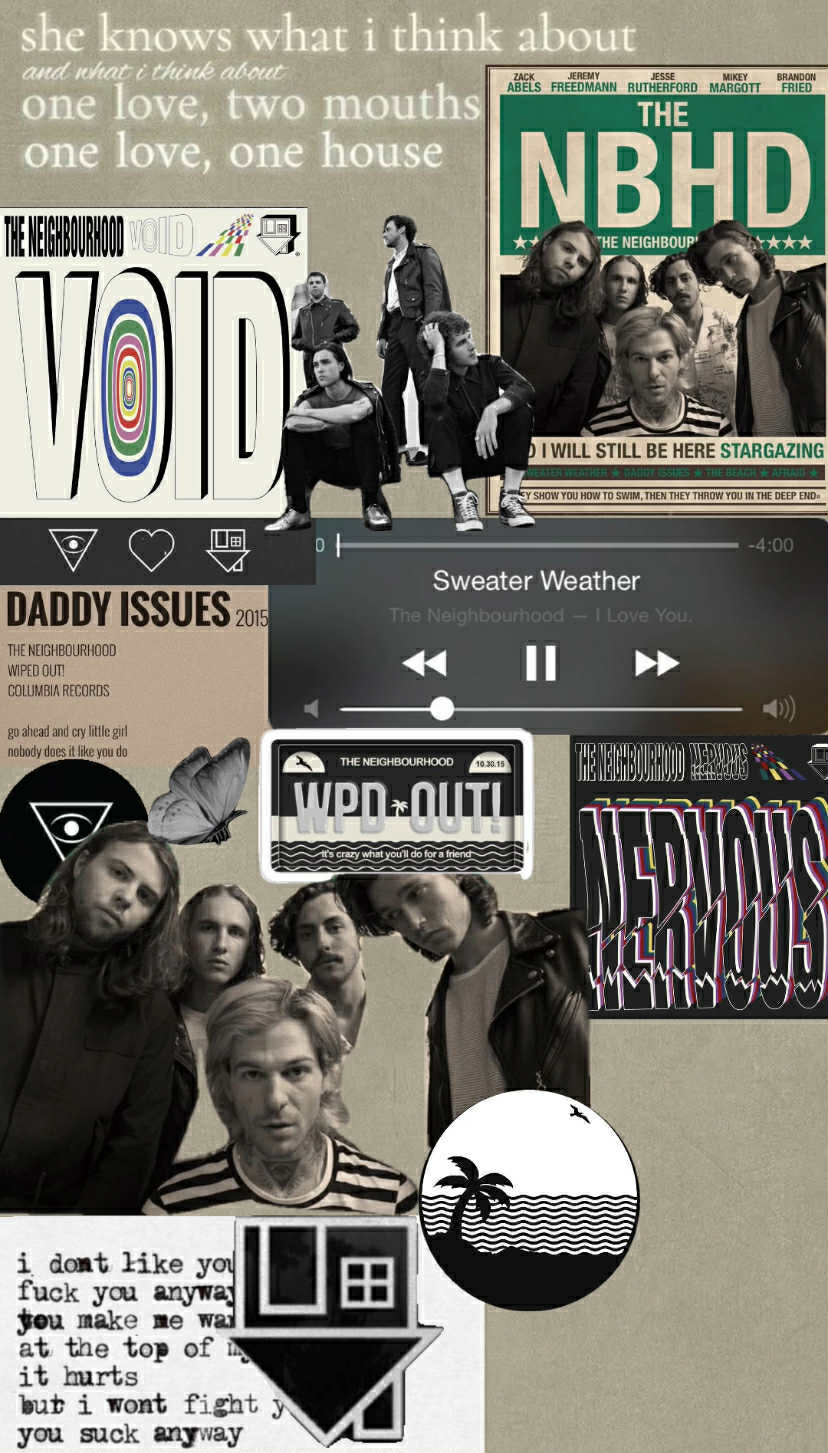 she knows what i think about
and what i think about
one love, two mouths
one love, one house
ZACK ABELS
JEREMY FREEDMANN
JESSE RUTHERFORD
MIKEY MARGOTT
BRANDON FRIED
THE
NBHD
THE NEIGHBOUR
I WILL STILL BE HERE STARGAZING
WEATHER ★ DADDY ISSUES ★ THE BEACH ★ AFRAID ★
SHOW YOU HOW TO SWIM, THEN THEY THROW YOU IN THE DEEP END
THE NEIGHBOURHOOD VOID
VOID
0 -4:00
Sweater Weather
The Neighbourhood — I Love You.
DADDY ISSUES 2015
THE NEIGHBOURHOOD
WIPED OUT!
COLUMBIA RECORDS
go ahead and cry little girl
nobody does it like you do
THE NEIGHBOURHOOD
10.30.15
WPD OUT!
It's crazy what you'll do for a friend
THE NEIGHBOURHOOD NERVOUS
NERVOUS
i dont like you
fuck you anyway
you make me wa
at the top of m
it hurts
but i wont fight y
you suck anyway